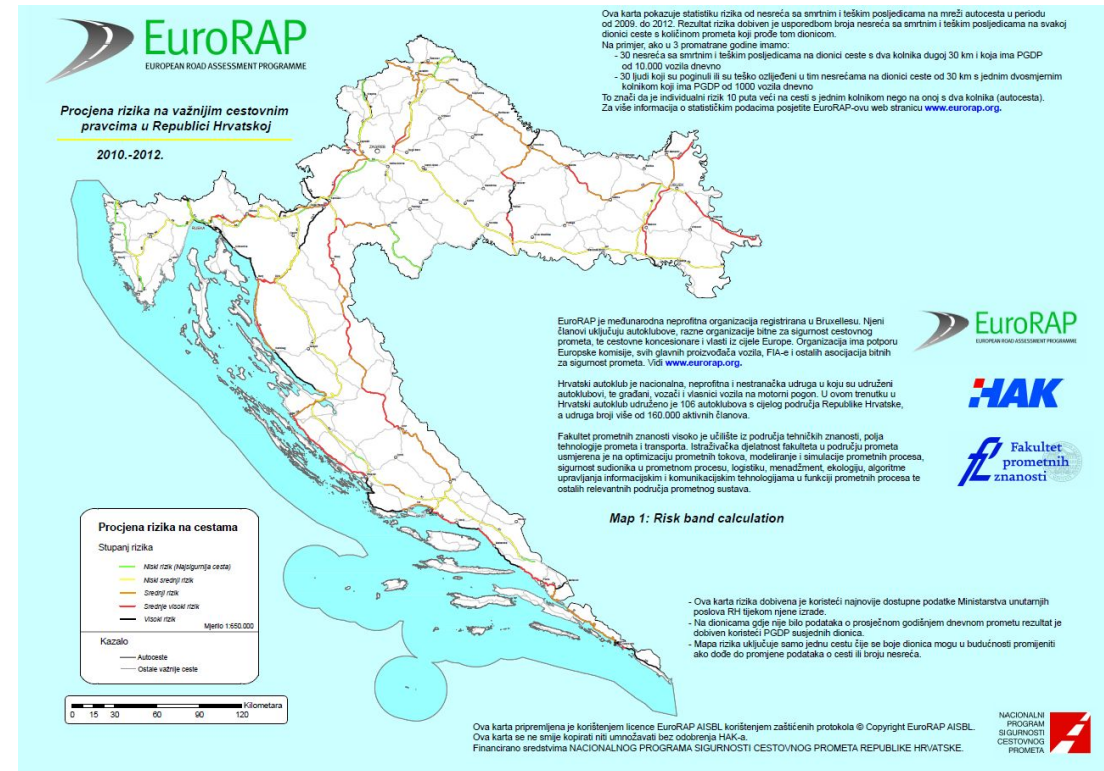 EuroRAP
EUROPEAN ROAD ASSESSMENT PROGRAMME
Procjena rizika na važnijim cestovnim
pravcima u Republici Hrvatskoj
2010.-2012.
Ova karta pokazuje statistiku rizika od nesreća sa smrtnim i teškim posljedicama na mreži autocesta u periodu
od 2009. do 2012. Rezultat rizika dobiven je usporedbom broja nesreća sa smrtnim i teškim posljedicama na svakoj
dionici ceste s količinom prometa koji prođe tom dionicom.
Na primjer, ako u 3 promatrane godine imamo:
- 30 nesreća sa smrtnim i teškim posljedicama na dionici ceste s dva kolnika dugoj 30 km i koja ima PGDP
od 10.000 vozila dnevno
- 30 ljudi koji su poginuli ili su teško ozlijeđeni u tim nesrećama na dionici ceste od 30 km s jednim dvosmjernim
kolnikom koji ima PGDP od 1000 vozila dnevno
To znači da je individualni rizik 10 puta veći na cesti s jednim kolnikom nego na onoj s dva kolnika (autocesta).
Za više informacija o statističkim podacima posjetite EuroRAP-ovu web stranicu www.eurorap.org.
EuroRAP je međunarodna neprofitna organizacija registrirana u Bruxellesu. Njeni
članovi uključuju autoklubove, razne organizacije bitne za sigurnost cestovnog
prometa, te cestovne koncesionare i vlasti iz cijele Europe. Organizacija ima potporu
Europske komisije, svih glavnih proizvođača vozila, FIA-e i ostalih asocijacija bitnih
za sigurnost prometa. Vidi www.eurorap.org.
EuroRAP
EUROPEAN ROAD ASSESSMENT PROGRAMME
Hrvatski autoklub je nacionalna, neprofitna i nestranačka udruga u koju su udruženi
autoklubovi, te građani, vozači i vlasnici vozila na motorni pogon. U ovom trenutku u
Hrvatski autoklub udruženo je 106 autoklubova s cijelog područja Republike Hrvatske,
a udruga broji više od 160.000 aktivnih članova.
HAK
Fakultet prometnih znanosti visoko je učilište iz područja tehničkih znanosti, polja
tehnologije prometa i transporta. Istraživačka djelatnost fakulteta u području prometa
usmjerena je na optimizaciju prometnih tokova, modeliranje i simulacije prometnih procesa,
sigurnost sudionika u prometnom procesu, logistiku, menadžment, ekologiju, algoritme
upravljanja informacijskim i komunikacijskim tehnologijama u funkciji prometnih procesa te
ostalih relevantnih područja prometnog sustava.
Fakultet
prometnih
znanosti
Map 1: Risk band calculation
Procjena rizika na cestama
Stupanj rizika
Niski rizik (Najsigurnija cesta)
Niski srednji rizik
Srednji rizik
Srednje visoki rizik
Visoki rizik
Mjerilo 1:650.000
Kazalo
Autoceste
Ostale važnije ceste
Kilometara
0 15 30 60 90 120
- Ova karta rizika dobivena je koristeći najnovije dostupne podatke Ministarstva unutarnjih
poslova RH tijekom njene izrade.
- Na dionicama gdje nije bilo podataka o prosječnom godišnjem dnevnom prometu rezultat je
dobiven koristeći PGDP susjednih dionica.
- Mapa rizika uključuje samo jednu cestu čije se boje dionica mogu u budućnosti promijeniti
ako dođe do promjene podataka o cesti ili broju nesreća.
Ova karta pripremljena je korištenjem licence EuroRAP AISBL korištenjem zaštićenih protokola © Copyright EuroRAP AISBL.
Ova karta se ne smije kopirati niti umnožavati bez odobrenja HAK-a.
Financirano sredstvima NACIONALNOG PROGRAMA SIGURNOSTI CESTOVNOG PROMETA REPUBLIKE HRVATSKE.
NACIONALNI
PROGRAM
SIGURNOSTI
CESTOVNOG
PROMETA